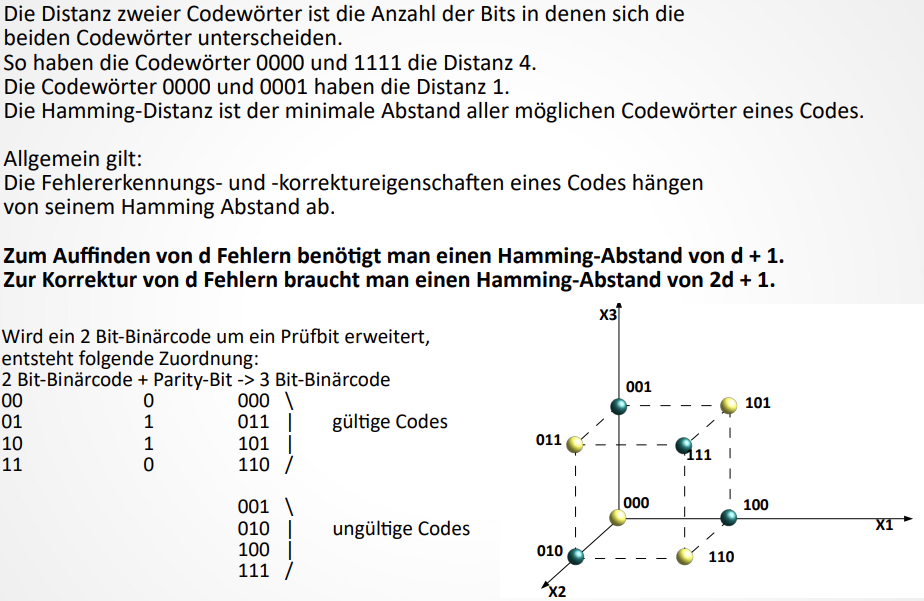 Die Distanz zweier Codewörter ist die Anzahl der Bits in denen sich die
beiden Codewörter unterscheiden.
So haben die Codewörter 0000 und 1111 die Distanz 4.
Die Codewörter 0000 und 0001 haben die Distanz 1.
Die Hamming-Distanz ist der minimale Abstand aller möglichen Codewörter eines Codes.
Allgemein gilt:
Die Fehlererkennungs- und -korrektureigenschaften eines Codes hängen
von seinem Hamming Abstand ab.
Zum Auffinden von d Fehlern benötigt man einen Hamming-Abstand von d + 1.
Zur Korrektur von d Fehlern braucht man einen Hamming-Abstand von 2d + 1.
Wird ein 2 Bit-Binärcode um ein Prüfbit erweitert,
entsteht folgende Zuordnung:
2 Bit-Binärcode + Parity-Bit -> 3 Bit-Binärcode
00 0 000 \
01 1 011 | gültige Codes
10 1 101 |
11 0 110 /
001 \
010 | ungültige Codes
100 |
111 /
X3
001
101
011
111
000
100
X1
010
110
X2